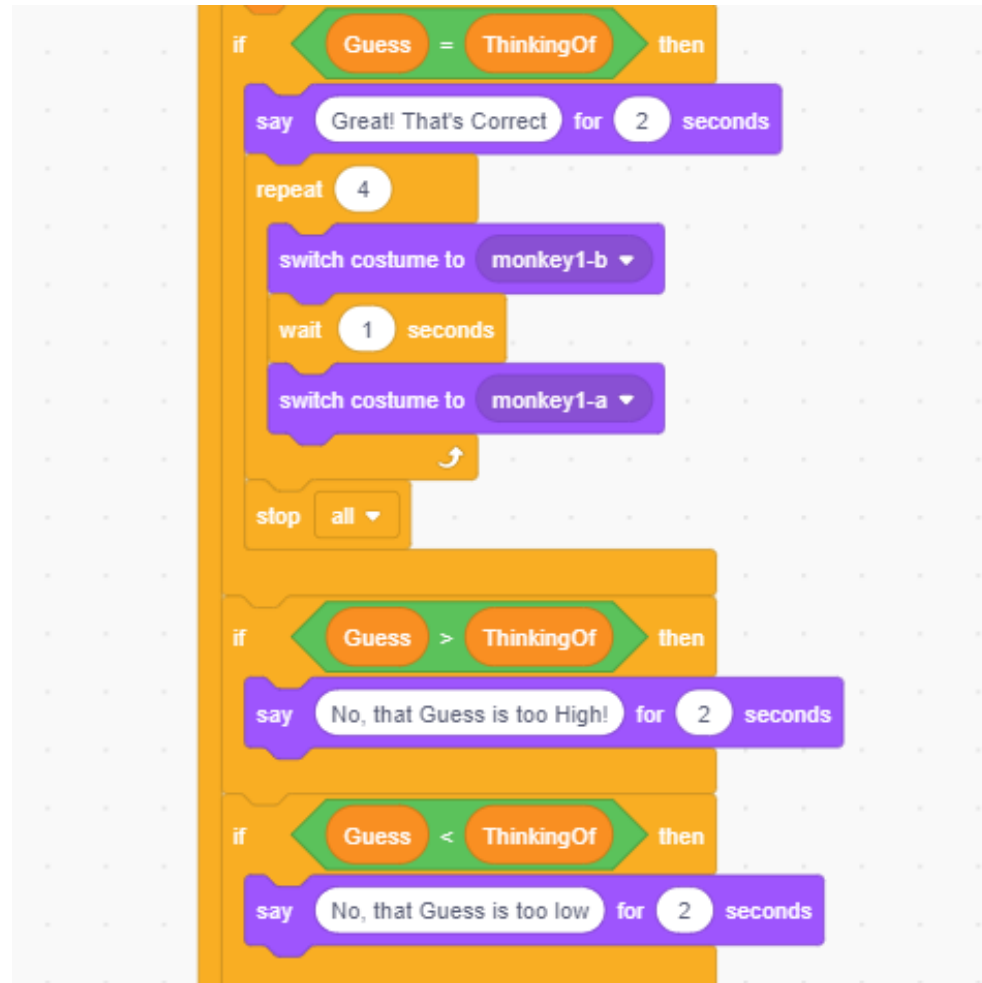 if Guess = ThinkingOf then
say Great! That's Correct for 2 seconds
repeat 4
switch costume to monkey1-b
wait 1 seconds
switch costume to monkey1-a
stop all
if Guess > ThinkingOf then
say No, that Guess is too High! for 2 seconds
if Guess < ThinkingOf then
say No, that Guess is too low for 2 seconds